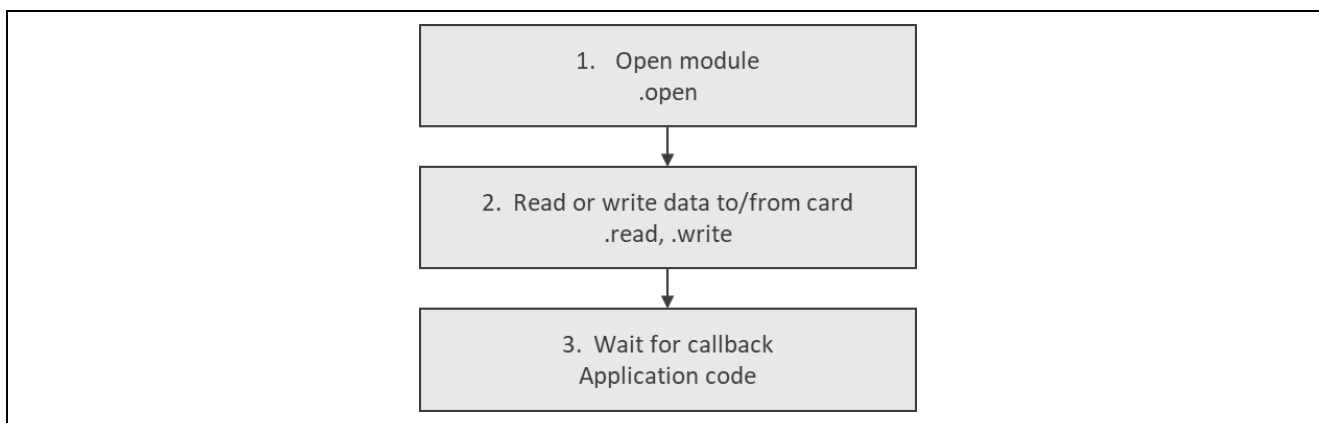 1. Open module
.open
2. Read or write data to/from card
.read, .write
3. Wait for callback
Application code